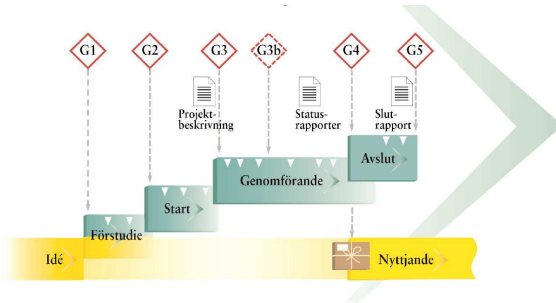 G1
G2
G3
G3b
G4
G5
Projekt-
beskrivning
Status-
rapporter
Slut-
rapport
Avslut
Genomförande
Start
Förstudie
Idé
Nyttjande